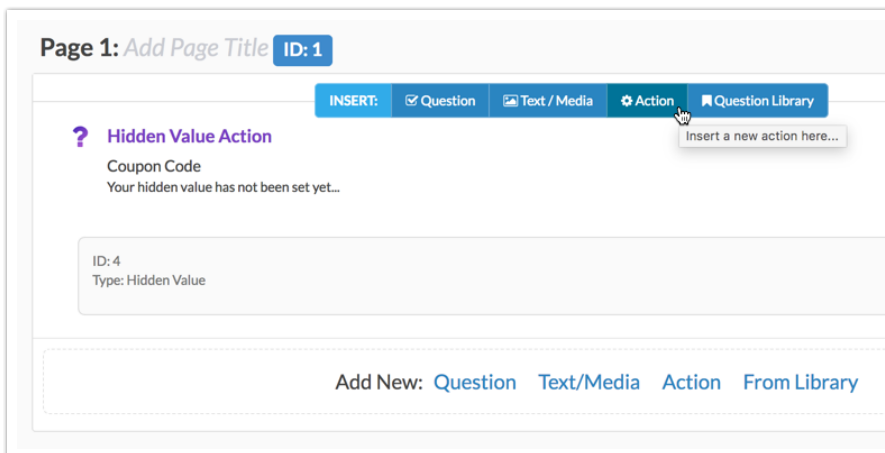 Page 1: Add Page Title ID: 1
INSERT: Question Text / Media Action Question Library
Insert a new action here...
? Hidden Value Action
Coupon Code
Your hidden value has not been set yet...
ID: 4
Type: Hidden Value
Add New: Question Text/Media Action From Library